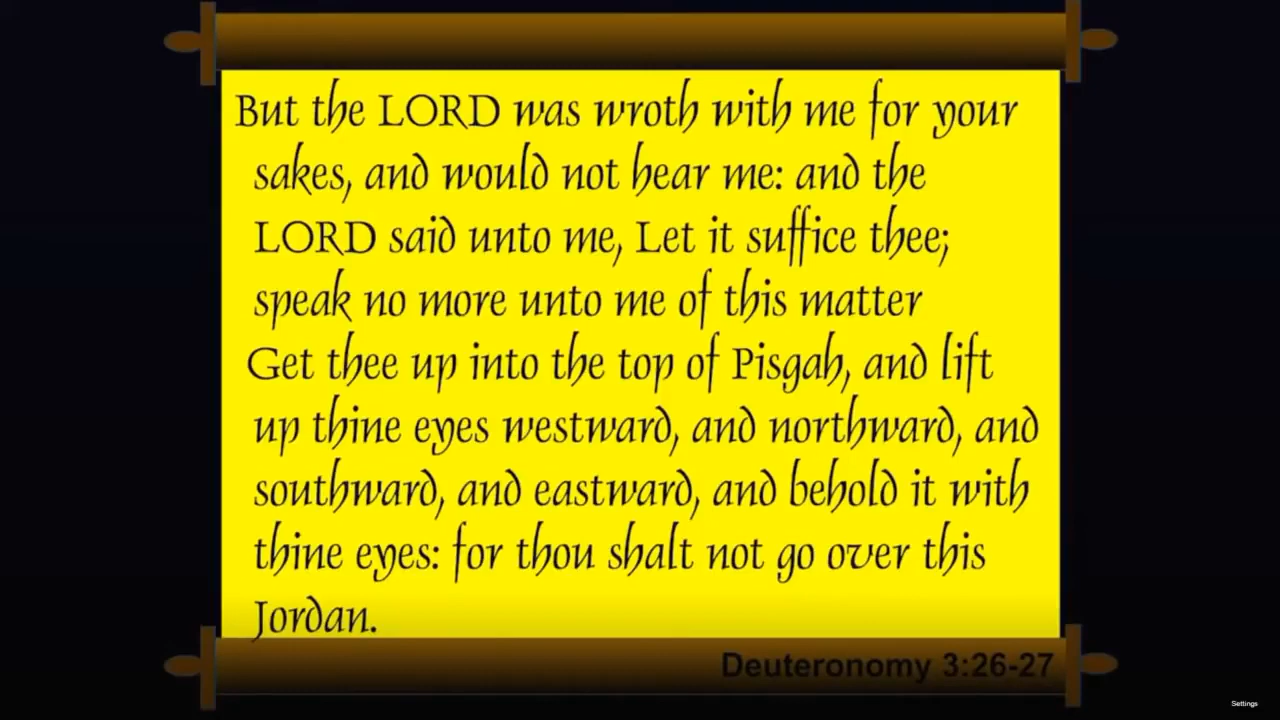 But the LORD was wroth with me for your
sakes, and would not hear me: and the
LORD said unto me, Let it suffice thee;
speak no more unto me of this matter
Get thee up into the top of Pisgah, and lift
up thine eyes westward, and northward, and
southward, and eastward, and behold it with
thine eyes: for thou shalt not go over this
Jordan.
Deuteronomy 3:26-27
Settings